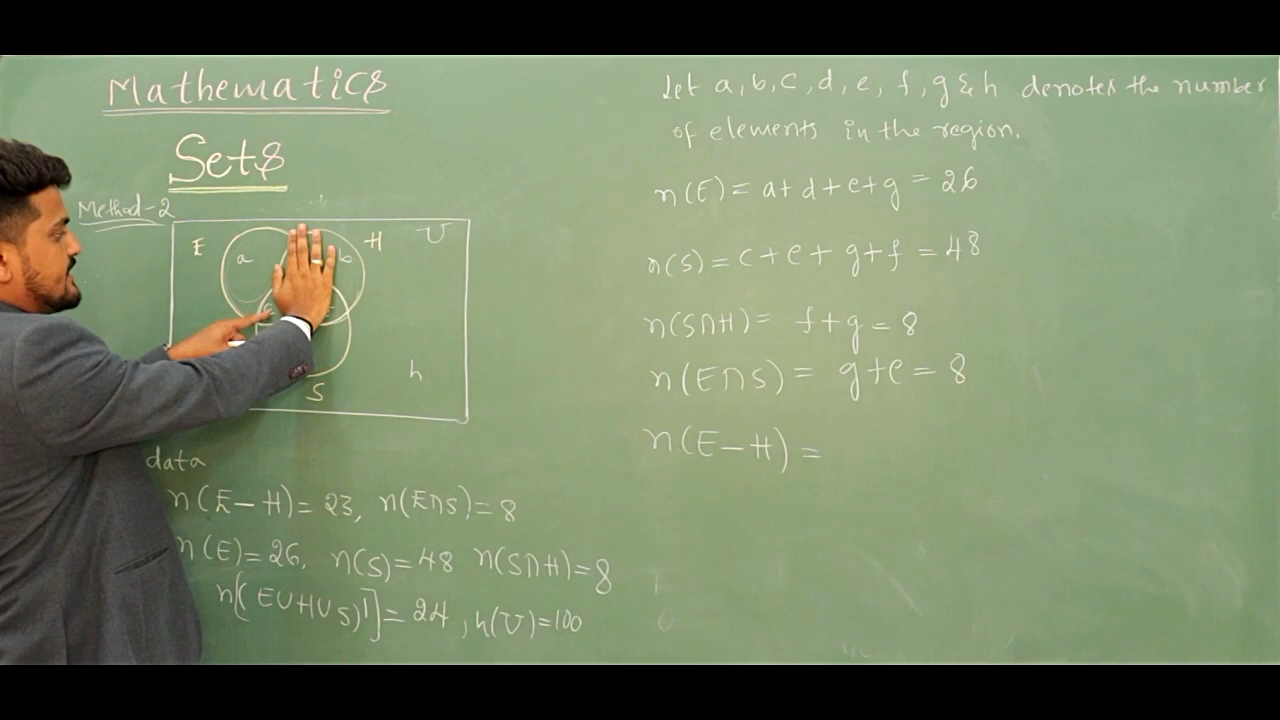 Mathematics
Sets
Method-2
E
a
b
H
U
S
h
data
n(E-H)= 23, n(E∩S)=8
n(E)=26, n(S)=48 n(S∩H)=8
n[(E∪H∪S)']=24, n(U)=100
Let a, b, c, d, e, f, g & h denotes the number
of elements in the region.
n(E)= a+d+e+g = 26
n(S)=c+e+g+f=48
n(S∩H)= f+g=8
n(E∩S)= g+e=8
n(E-H)=